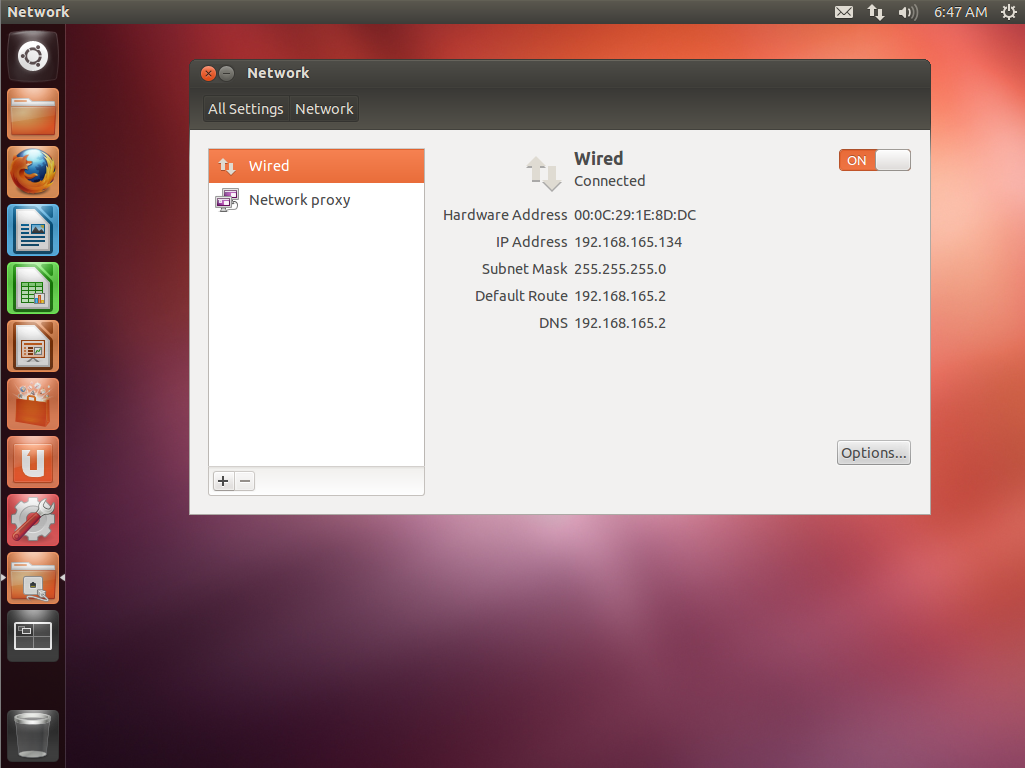 Network
6:47 AM
Network
All Settings Network
Wired
Network proxy
Wired
Connected
ON
Hardware Address 00:0C:29:1E:8D:DC
IP Address 192.168.165.134
Subnet Mask 255.255.255.0
Default Route 192.168.165.2
DNS 192.168.165.2
Options...